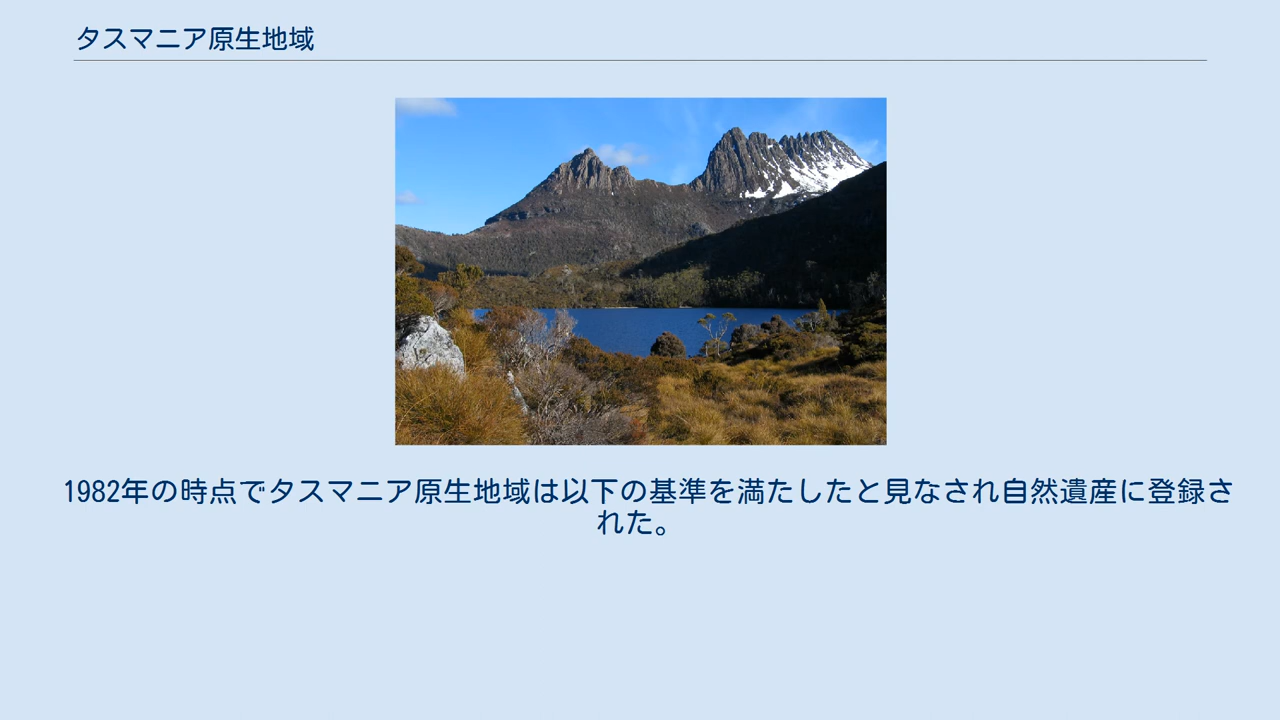 タスマニア原生地域
1982年の時点でタスマニア原生地域は以下の基準を満たしたと見なされ自然遺産に登録さ
れた。